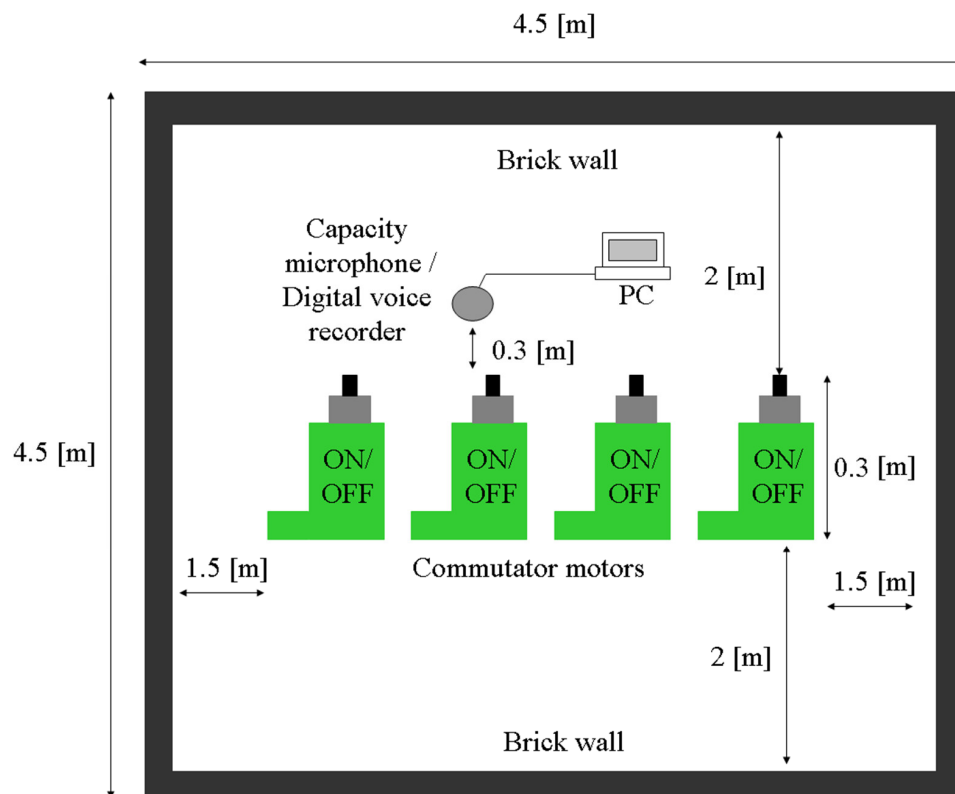 4.5 [m]
Brick wall
Capacity
microphone /
Digital voice
recorder
PC
2 [m]
0.3 [m]
4.5 [m]
ON/
OFF
ON/
OFF
ON/
OFF
ON/
OFF
0.3 [m]
1.5 [m]
Commutator motors
1.5 [m]
2 [m]
Brick wall